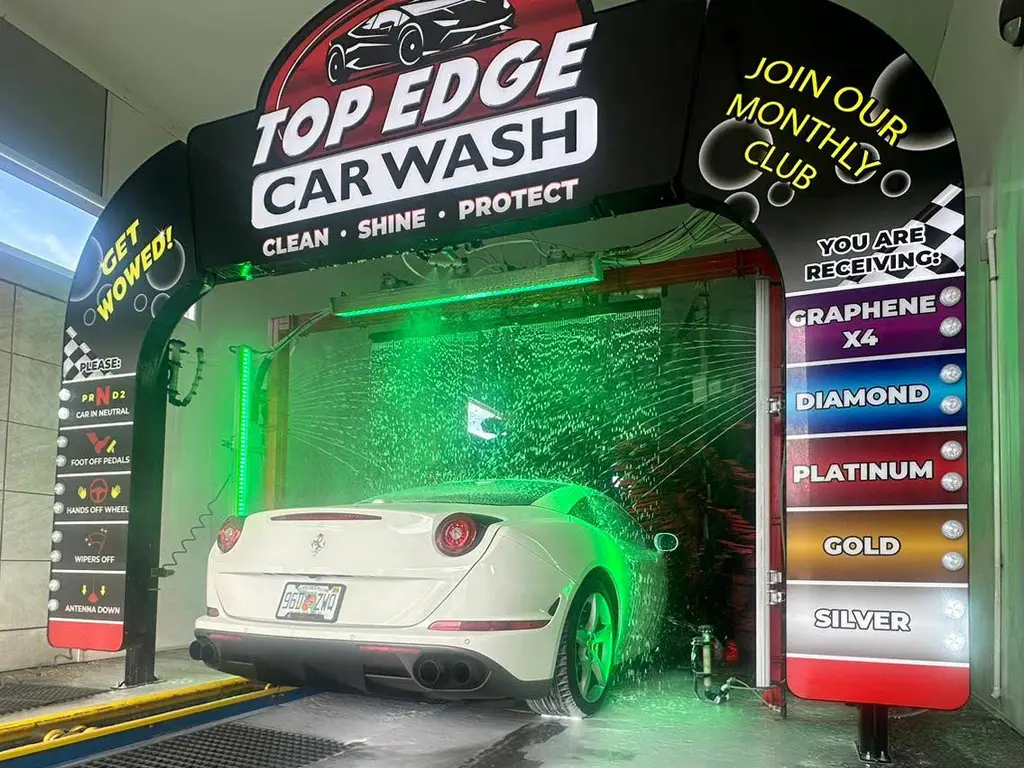 TOP EDGE
CAR WASH
CLEAN · SHINE · PROTECT
GET
WOWED!
PLEASE:
PRND2
CAR IN NEUTRAL
FOOT OFF PEDALS
HANDS OFF WHEEL
WIPERS OFF
ANTENNA DOWN
JOIN OUR
MONTHLY
CLUB
YOU ARE
RECEIVING:
GRAPHENE
X4
DIAMOND
PLATINUM
GOLD
SILVER